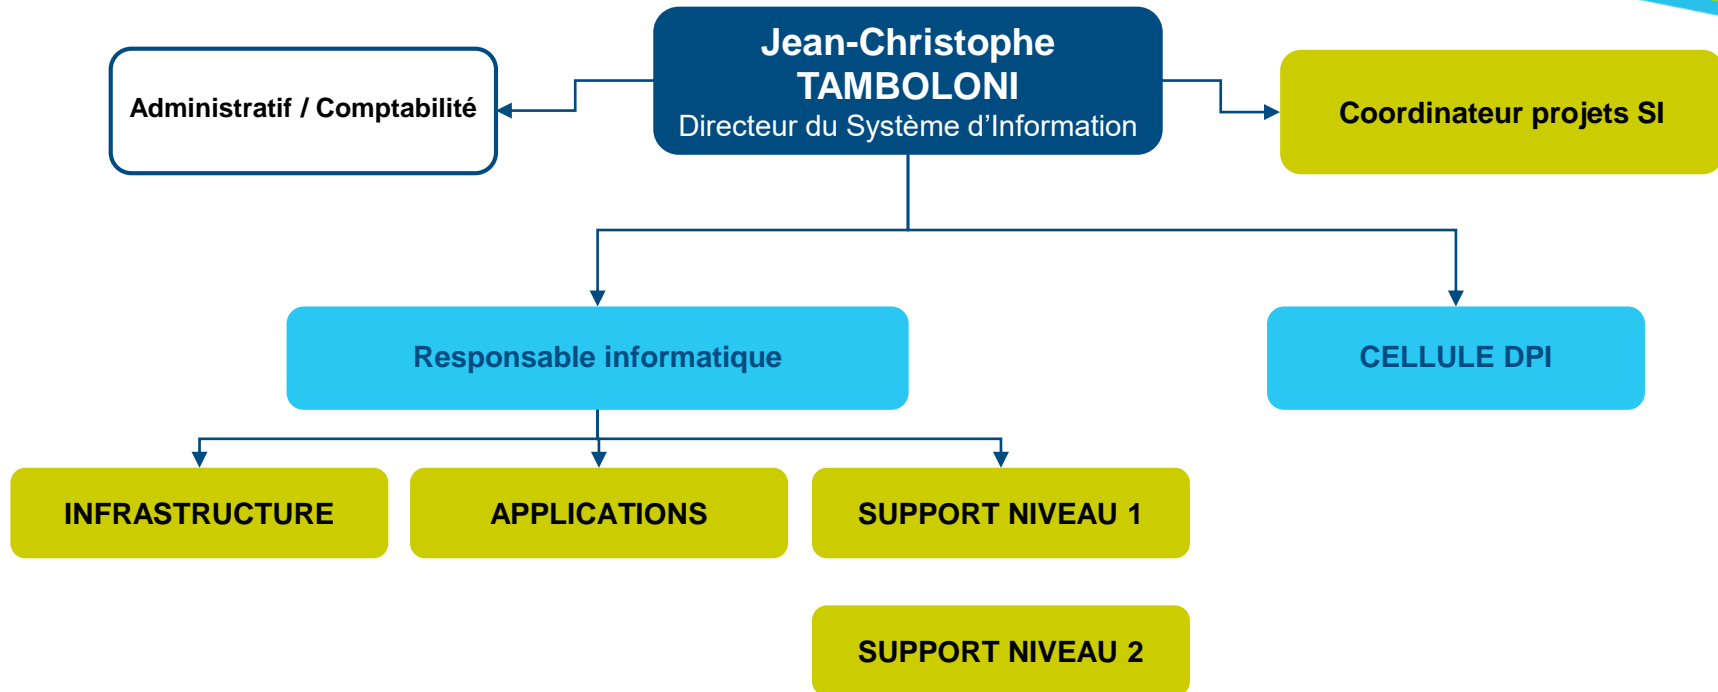 Jean-Christophe
TAMBOLONI
Directeur du Système d’Information
Administratif / Comptabilité
Coordinateur projets SI
Responsable informatique
CELLULE DPI
INFRASTRUCTURE
APPLICATIONS
SUPPORT NIVEAU 1
SUPPORT NIVEAU 2